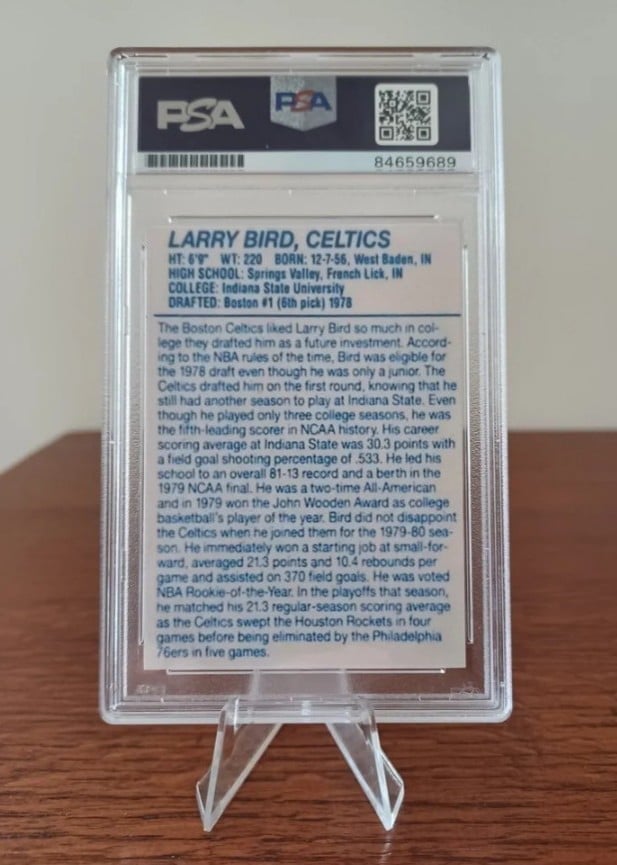 PSA
PSA
84659689
LARRY BIRD, CELTICS
HT: 6'9" WT: 220 BORN: 12-7-56, West Baden, IN
HIGH SCHOOL: Springs Valley, French Lick, IN
COLLEGE: Indiana State University
DRAFTED: Boston #1 (6th pick) 1978
The Boston Celtics liked Larry Bird so much in col-
lege they drafted him as a future investment. Accord-
ing to the NBA rules of the time, Bird was eligible for
the 1978 draft even though he was only a junior. The
Celtics drafted him on the first round, knowing that he
still had another season to play at Indiana State. Even
though he played only three college seasons, he was
the fifth-leading scorer in NCAA history. His career
scoring average at Indiana State was 30.3 points with
a field goal shooting percentage of .533. He led his
school to an overall 81-13 record and a berth in the
1979 NCAA final. He was a two-time All-American
and in 1979 won the John Wooden Award as college
basketball's player of the year. Bird did not disappoint
the Celtics when he joined them for the 1979-80 sea-
son. He immediately won a starting job at small-for-
ward, averaged 21.3 points and 10.4 rebounds per
game and assisted on 370 field goals. He was voted
NBA Rookie-of-the-Year. In the playoffs that season,
he matched his 21.3 regular-season scoring average
as the Celtics swept the Houston Rockets in four
games before being eliminated by the Philadelphia
76ers in five games.